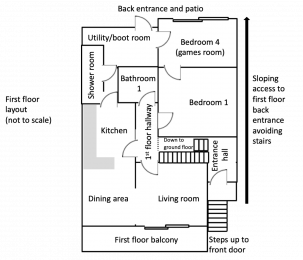 Back entrance and patio
Utility/boot room
Bedroom 4
(games room)
Shower room
Bathroom
1
Bedroom 1
Sloping
access to
first floor
back
entrance
avoiding
stairs
First floor
layout
(not to scale)
Kitchen
1st floor hallway
Down to
ground floor
Entrance
hall
Dining area
Living room
First floor balcony
Steps up to
front door